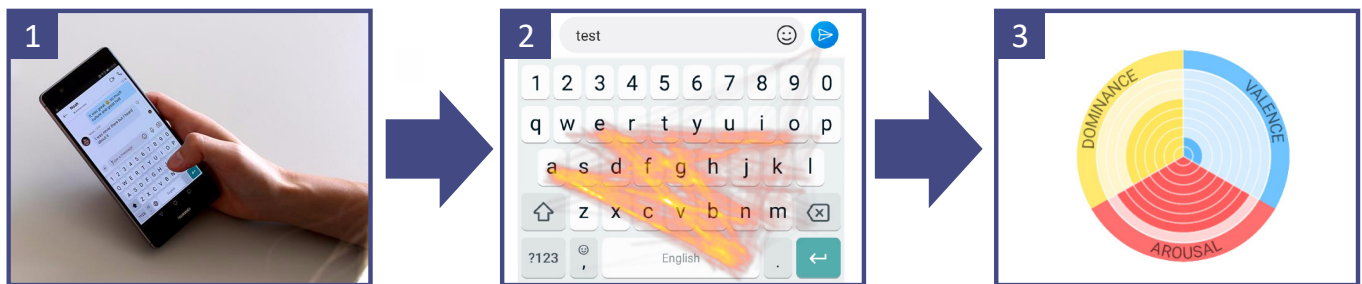 1
2
3
test
1 2 3 4 5 6 7 8 9 0
q w e r t y u i o p
a s d f g h j k l
z x c v b n m
?123 , English .
DOMINANCE
VALENCE
AROUSAL